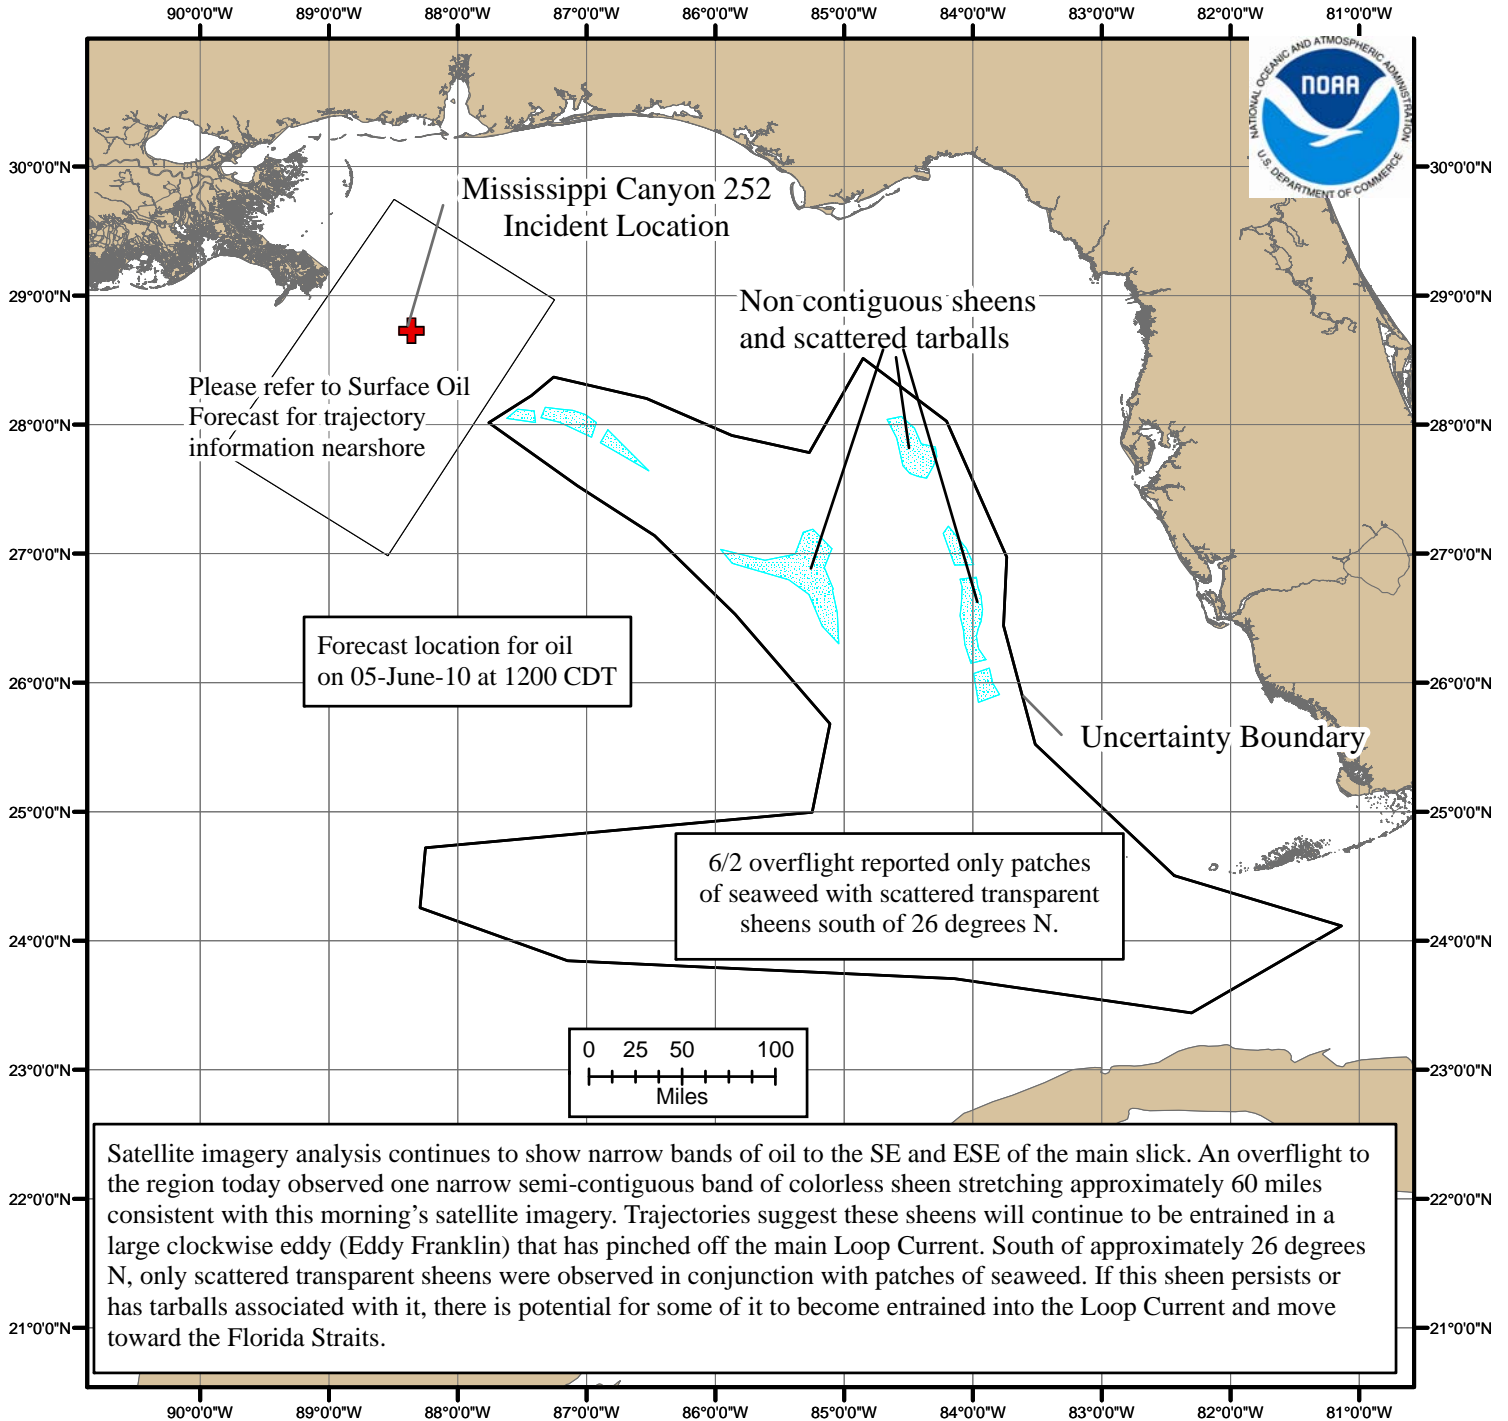 90°0'0"W 89°0'0"W 88°0'0"W 87°0'0"W 86°0'0"W 85°0'0"W 84°0'0"W 83°0'0"W 82°0'0"W 81°0'0"W
NATIONAL OCEANIC AND ATMOSPHERIC ADMINISTRATION
NOAA
U.S. DEPARTMENT OF COMMERCE
30°0'0"N 30°0'0"N
Mississippi Canyon 252
Incident Location
29°0'0"N 29°0'0"N
Non contiguous sheens
and scattered tarballs
Please refer to Surface Oil
Forecast for trajectory
information nearshore
28°0'0"N 28°0'0"N
27°0'0"N 27°0'0"N
Forecast location for oil
on 05-June-10 at 1200 CDT
26°0'0"N 26°0'0"N
Uncertainty Boundary
25°0'0"N 25°0'0"N
6/2 overflight reported only patches
of seaweed with scattered transparent
sheens south of 26 degrees N.
24°0'0"N 24°0'0"N
0 25 50 100
Miles
23°0'0"N 23°0'0"N
Satellite imagery analysis continues to show narrow bands of oil to the SE and ESE of the main slick. An overflight to
the region today observed one narrow semi-contiguous band of colorless sheen stretching approximately 60 miles
consistent with this morning's satellite imagery. Trajectories suggest these sheens will continue to be entrained in a
large clockwise eddy (Eddy Franklin) that has pinched off the main Loop Current. South of approximately 26 degrees
N, only scattered transparent sheens were observed in conjunction with patches of seaweed. If this sheen persists or
has tarballs associated with it, there is potential for some of it to become entrained into the Loop Current and move
toward the Florida Straits.
22°0'0"N 22°0'0"N
21°0'0"N 21°0'0"N
90°0'0"W 89°0'0"W 88°0'0"W 87°0'0"W 86°0'0"W 85°0'0"W 84°0'0"W 83°0'0"W 82°0'0"W 81°0'0"W